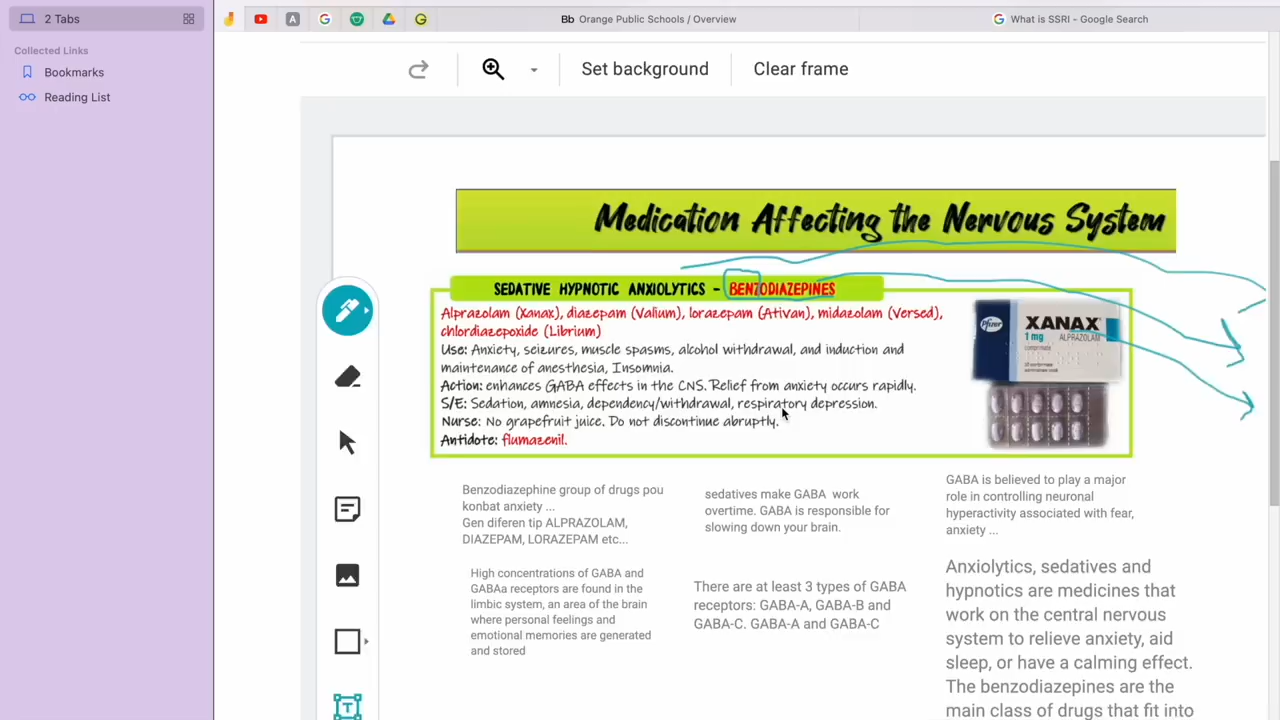 2 Tabs
Collected Links
Bookmarks
Reading List
A
G
Bb Orange Public Schools / Overview
G What is SSRI - Google Search
Set background
Clear frame
Medication Affecting the Nervous System
SEDATIVE HYPNOTIC ANXIOLYTICS - BENZODIAZEPINES
Alprazolam (Xanax), diazepam (Valium), lorazepam (Ativan), midazolam (Versed),
chlordiazepoxide (Librium)
Use: Anxiety, seizures, muscle spasms, alcohol withdrawal, and induction and
maintenance of anesthesia, Insomnia.
Action: enhances GABA effects in the CNS. Relief from anxiety occurs rapidly.
S/E: Sedation, amnesia, dependency/withdrawal, respiratory depression.
Nurse: No grapefruit juice. Do not discontinue abruptly.
Antidote: flumazenil.
Pfizer
XANAX
1 mg ALPRAZOLAM
Benzodiazephine group of drugs pou
konbat anxiety ...
Gen diferen tip ALPRAZOLAM,
DIAZEPAM, LORAZEPAM etc...
sedatives make GABA work
overtime. GABA is responsible for
slowing down your brain.
GABA is believed to play a major
role in controlling neuronal
hyperactivity associated with fear,
anxiety ...
High concentrations of GABA and
GABAa receptors are found in the
limbic system, an area of the brain
where personal feelings and
emotional memories are generated
and stored
There are at least 3 types of GABA
receptors: GABA-A, GABA-B and
GABA-C. GABA-A and GABA-C
Anxiolytics, sedatives and
hypnotics are medicines that
work on the central nervous
system to relieve anxiety, aid
sleep, or have a calming effect.
The benzodiazepines are the
main class of drugs that fit into
T